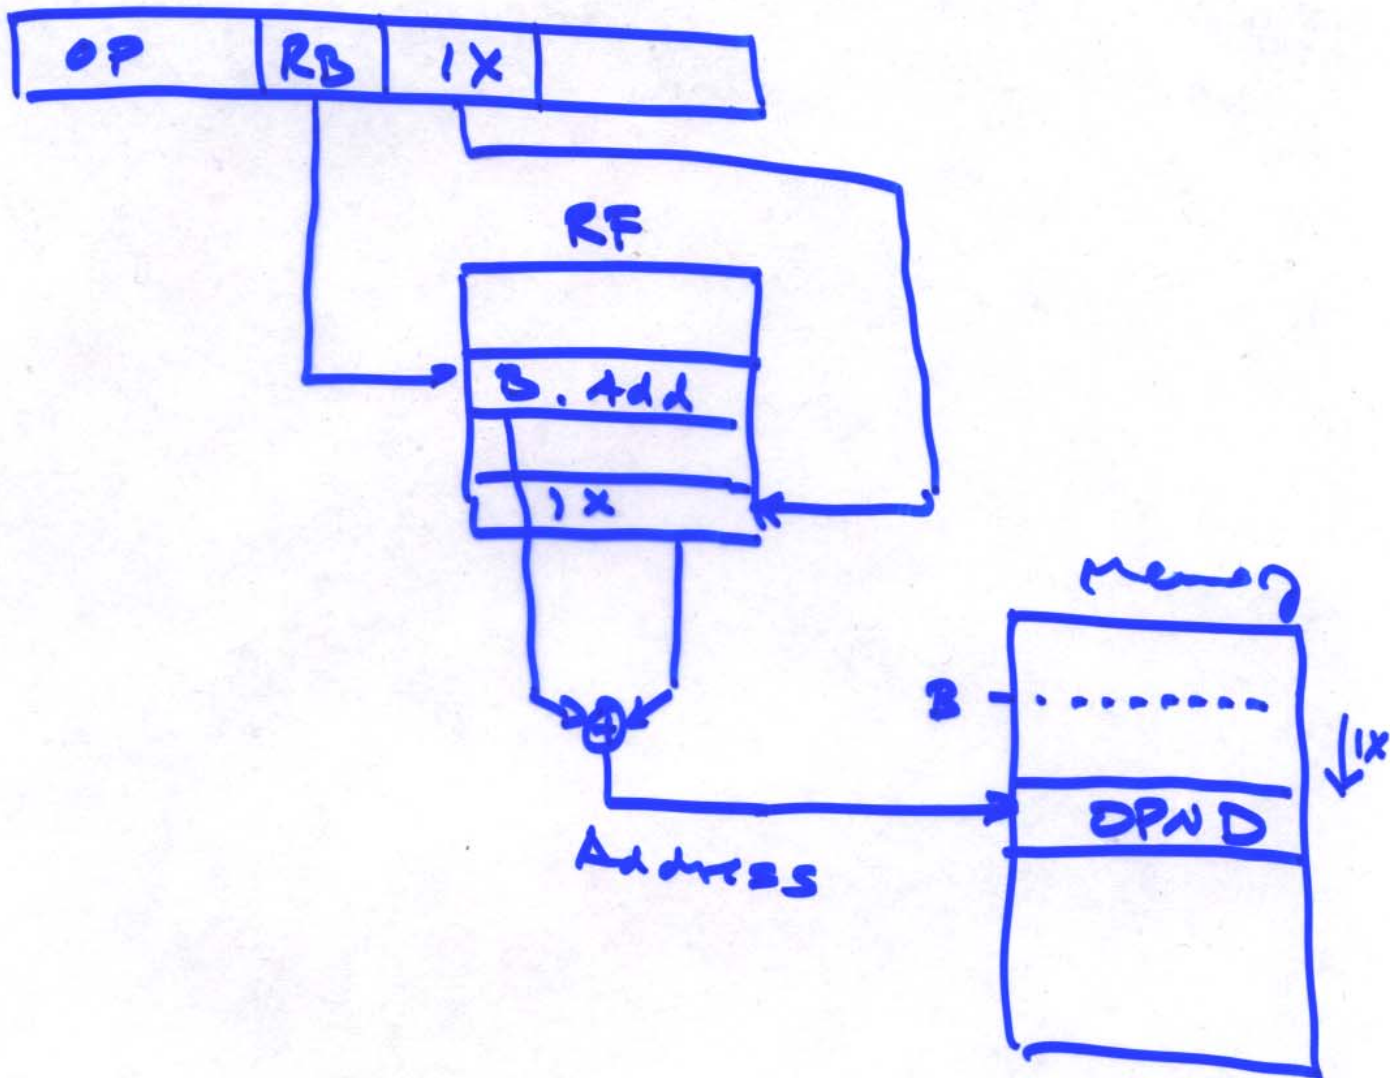 OP RB IX
RF
B. Add
IX
+
Memory
B
IX
OPND
Address